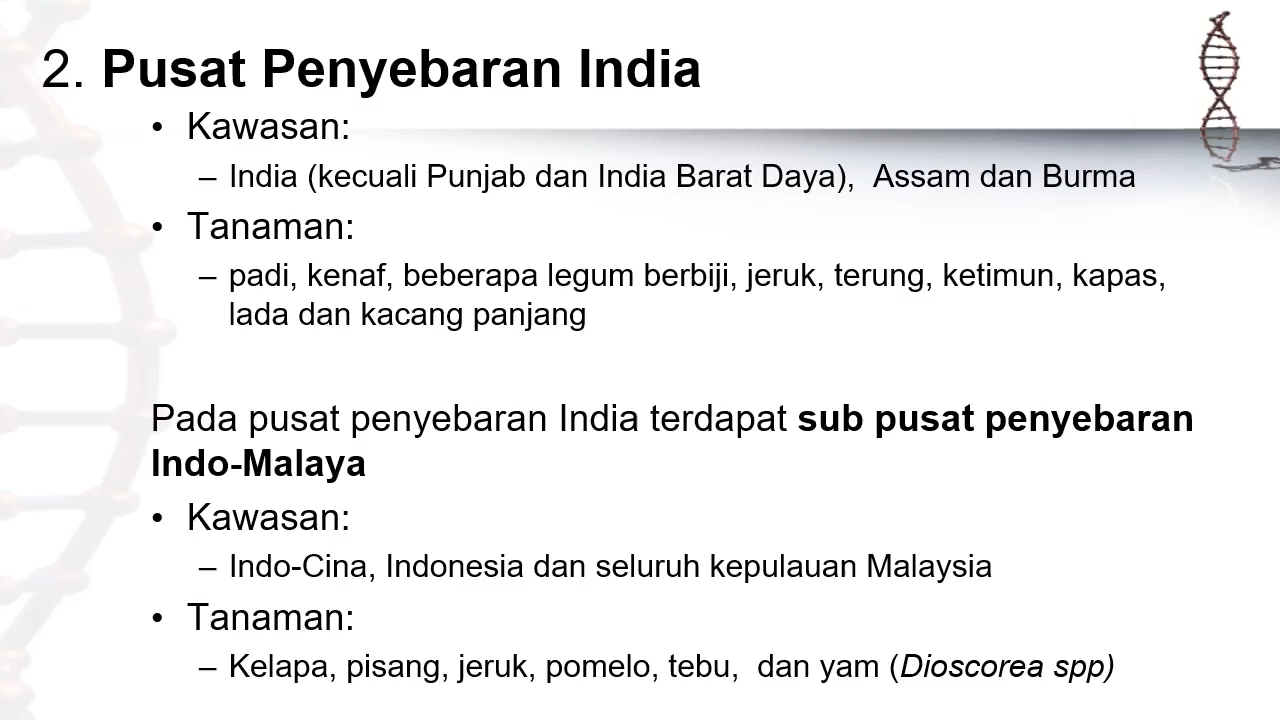 2. Pusat Penyebaran India
• Kawasan:
– India (kecuali Punjab dan India Barat Daya),  Assam dan Burma
• Tanaman:
– padi, kenaf, beberapa legum berbiji, jeruk, terung, ketimun, kapas,
lada dan kacang panjang
Pada pusat penyebaran India terdapat sub pusat penyebaran
Indo-Malaya
• Kawasan:
– Indo-Cina, Indonesia dan seluruh kepulauan Malaysia
• Tanaman:
– Kelapa, pisang, jeruk, pomelo, tebu,  dan yam (Dioscorea spp)